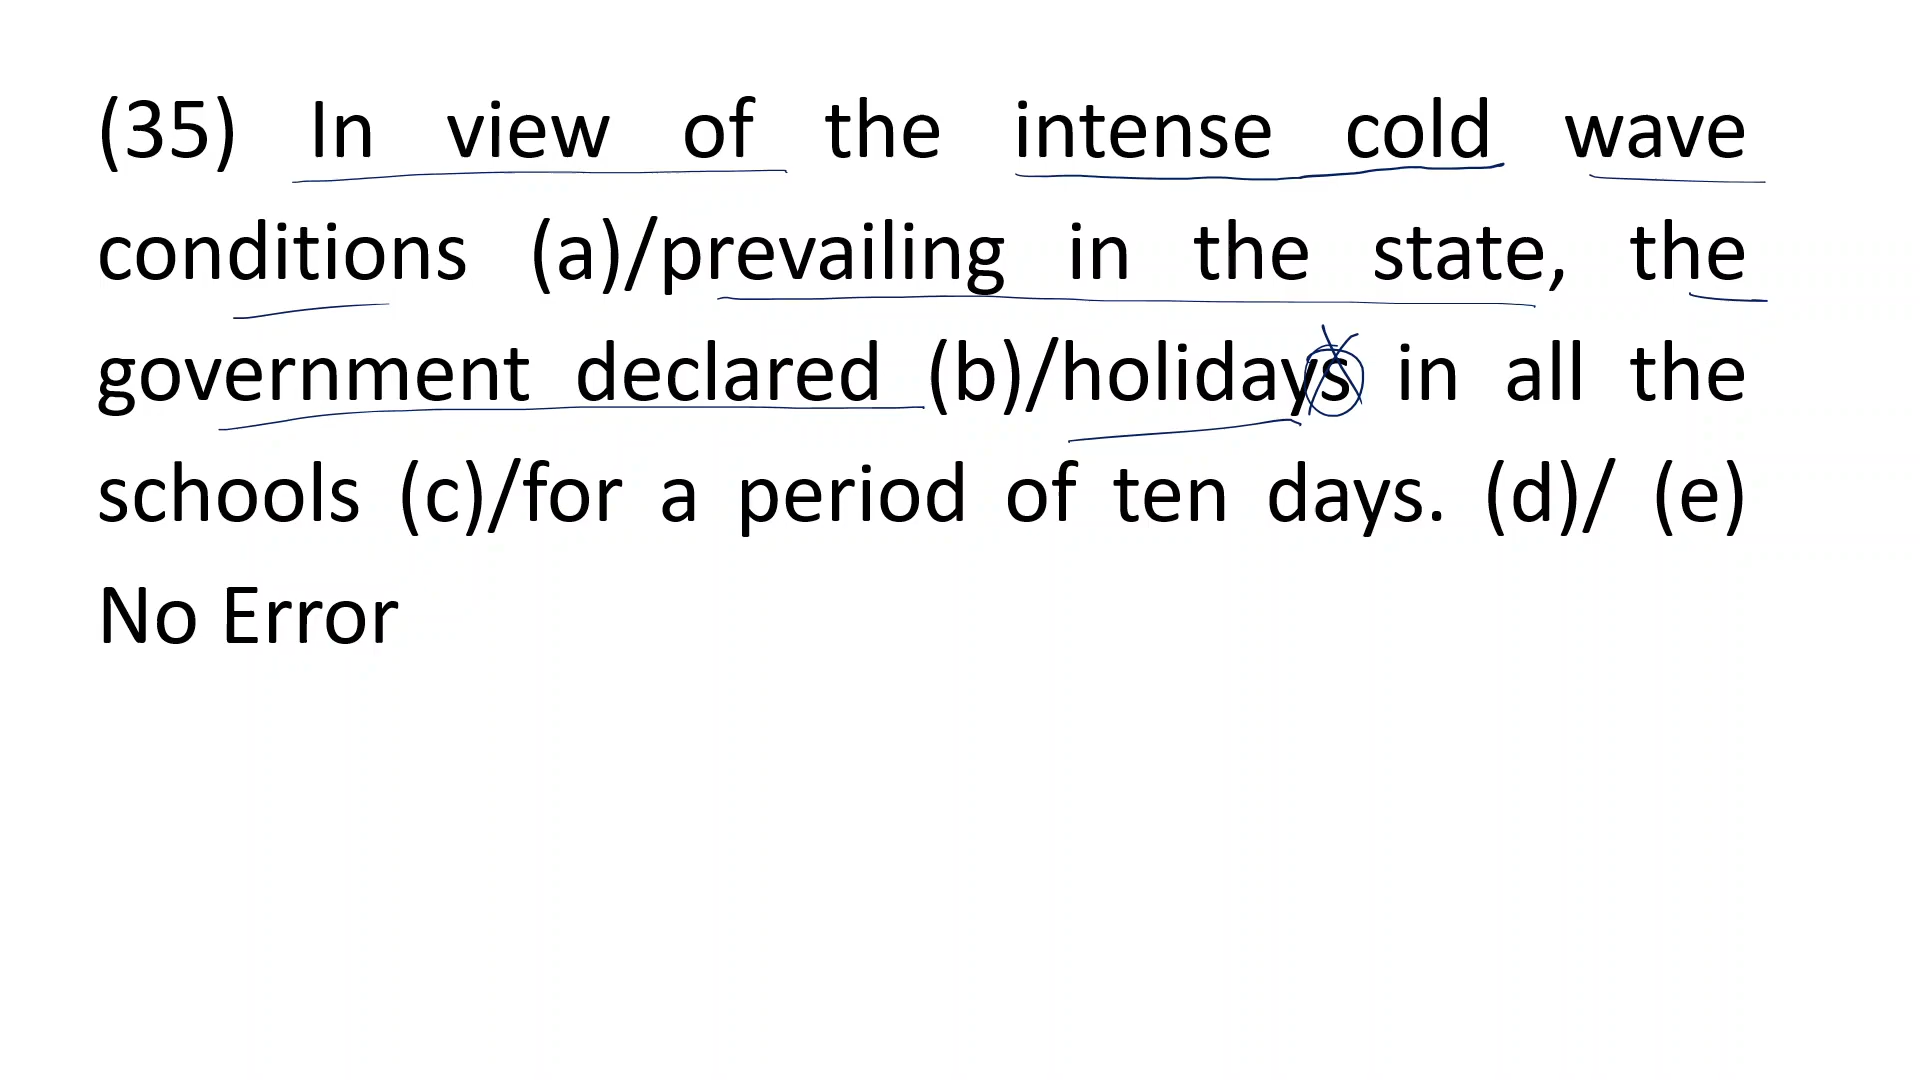 (35) In view of the intense cold wave
conditions (a)/prevailing in the state, the
government declared (b)/holidays in all the
schools (c)/for a period of ten days. (d)/ (e)
No Error